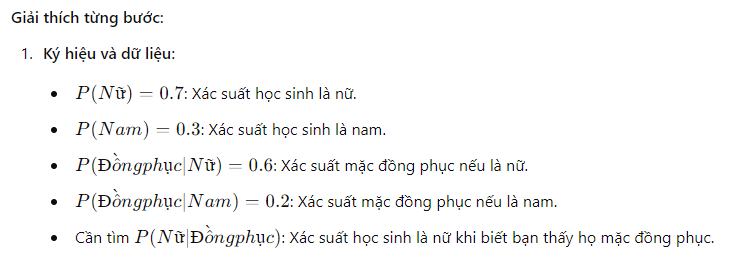 Giải thích từng bước:
1. Ký hiệu và dữ liệu:
• P(Nữ) = 0.7: Xác suất học sinh là nữ.
• P(Nam) = 0.3: Xác suất học sinh là nam.
• P(Đồngphục|Nữ) = 0.6: Xác suất mặc đồng phục nếu là nữ.
• P(Đồngphục|Nam) = 0.2: Xác suất mặc đồng phục nếu là nam.
• Cần tìm P(Nữ|Đồngphục): Xác suất học sinh là nữ khi biết bạn thấy họ mặc đồng phục.